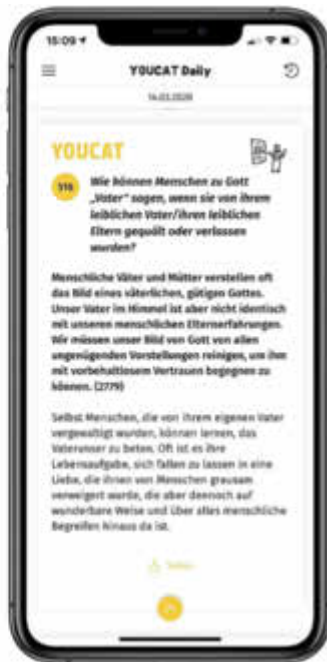 15:09
YOUCAT Daily
YOUCAT
516
Wie können Menschen zu Gott
„Vater“ sagen, wenn sie von ihrem
leiblichen Vater/ihren leiblichen
Eltern gequält oder verlassen
wurden?
Menschliche Väter und Mütter verstellen oft
das Bild eines väterlichen, gütigen Gottes.
Unser Vater im Himmel ist aber nicht identisch
mit unseren menschlichen Elternerfahrungen.
Wir müssen unser Bild von Gott von allen
ungenügenden Vorstellungen reinigen, um ihm
mit vorbehaltlosem Vertrauen begegnen zu
können. (2779)
Selbst Menschen, die von ihrem eigenen Vater
vergewaltigt wurden, können lernen, das
Vaterunser zu beten. Oft ist es ihre
Lebensaufgabe, sich fallen zu lassen in eine
Liebe, die ihnen von Menschen grausam
verweigert wurde, die aber dennoch auf
wunderbare Weise und über alles menschliche
Begreifen hinaus da ist.
Teilen